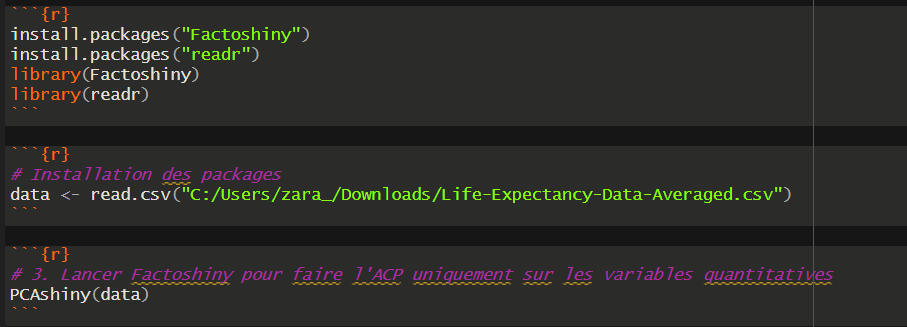 ```{r}
install.packages("Factoshiny")
install.packages("readr")
library(Factoshiny)
library(readr)
```
```{r}
# Installation des packages
data <- read.csv("C:/Users/zara_/Downloads/Life-Expectancy-Data-Averaged.csv")
```
```{r}
# 3. Lancer Factoshiny pour faire l'ACP uniquement sur les variables quantitatives
PCAshiny(data)
```